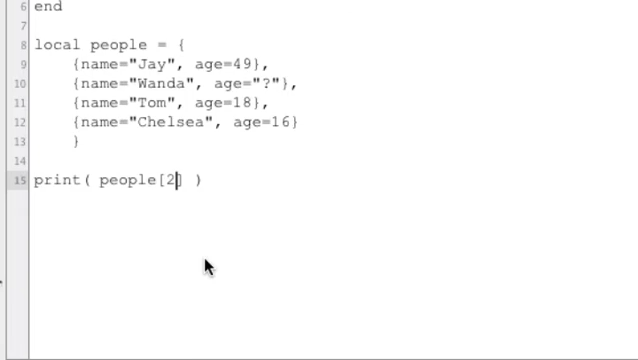 6 end
7
8 local people = {
9     {name="Jay", age=49},
10     {name="Wanda", age="?"},
11     {name="Tom", age=18},
12     {name="Chelsea", age=16}
13     }
14
15 print( people[2] )